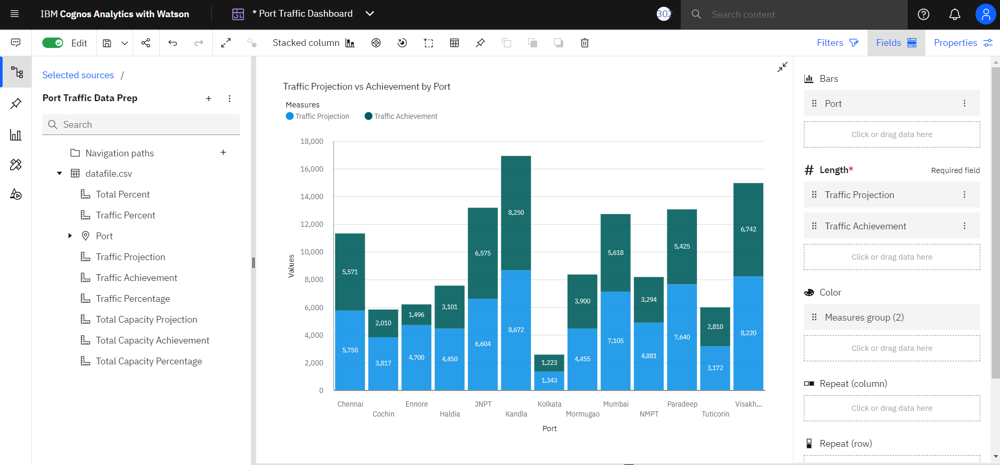 IBM Cognos Analytics with Watson
* Port Traffic Dashboard
302
Search content
Edit
Stacked column
Filters
Fields
Properties
Selected sources /
Port Traffic Data Prep
Search
Navigation paths
datafile.csv
Total Percent
Traffic Percent
Port
Traffic Projection
Traffic Achievement
Traffic Percentage
Total Capacity Projection
Total Capacity Achievement
Total Capacity Percentage
Traffic Projection vs Achievement by Port
Measures
Traffic Projection Traffic Achievement
Values
18,000
16,000
14,000
12,000
10,000
8,000
6,000
4,000
2,000
0
5,571
5,750
2,010
3,817
1,496
4,700
3,101
4,450
6,575
6,604
8,250
8,672
1,223
1,343
3,900
4,455
5,618
7,105
3,294
4,881
5,425
7,640
2,810
3,172
6,742
8,220
Chennai Ennore JNPT Kolkata Mumbai Paradeep Visakh...
Cochin Haldia Kandla Mormugao NMPT Tuticorin
Port
Bars
Port
Click or drag data here
Length* Required field
Traffic Projection
Traffic Achievement
Click or drag data here
Color
Measures group (2)
Click or drag data here
Repeat (column)
Click or drag data here
Repeat (row)